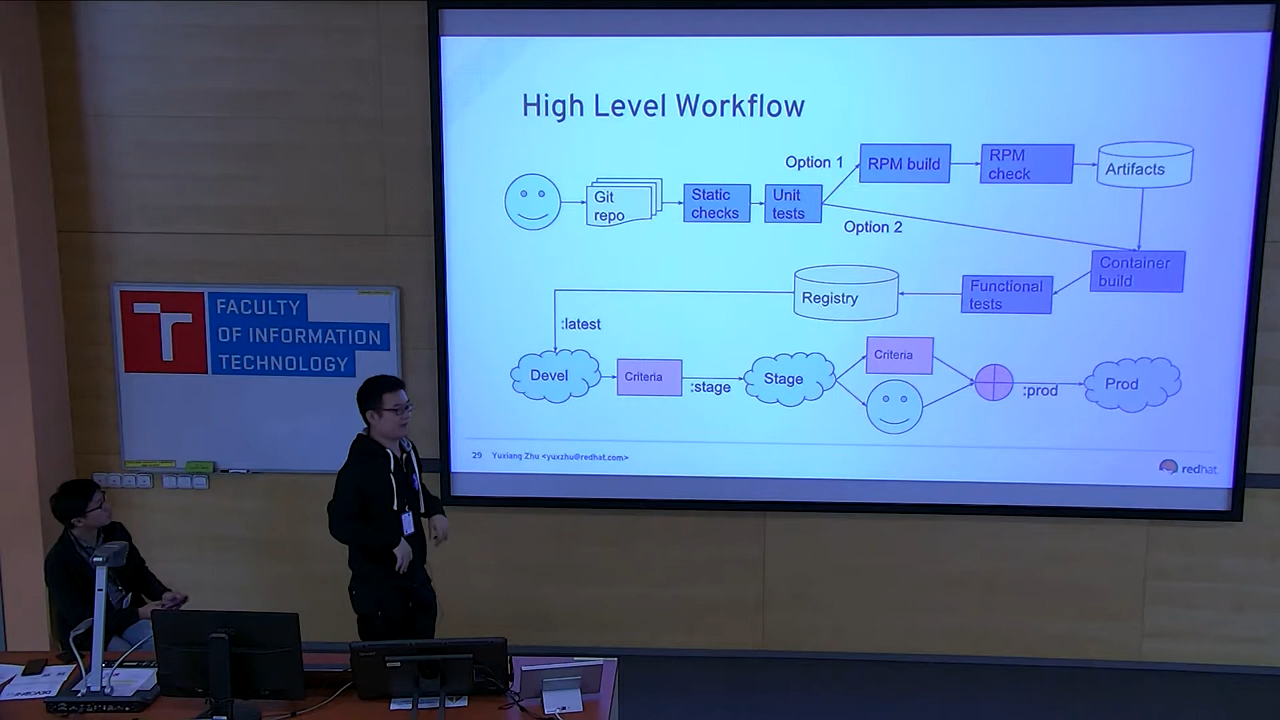 High Level Workflow
Option 1
RPM build
RPM
check
Artifacts
Git
repo
Static
checks
Unit
tests
Option 2
Container
build
Functional
tests
Registry
:latest
Devel
Criteria
:stage
Stage
Criteria
:prod
Prod
29 Yuxiang Zhu <yuxzhu@redhat.com>
redhat
FACULTY
OF INFORMATION
TECHNOLOGY